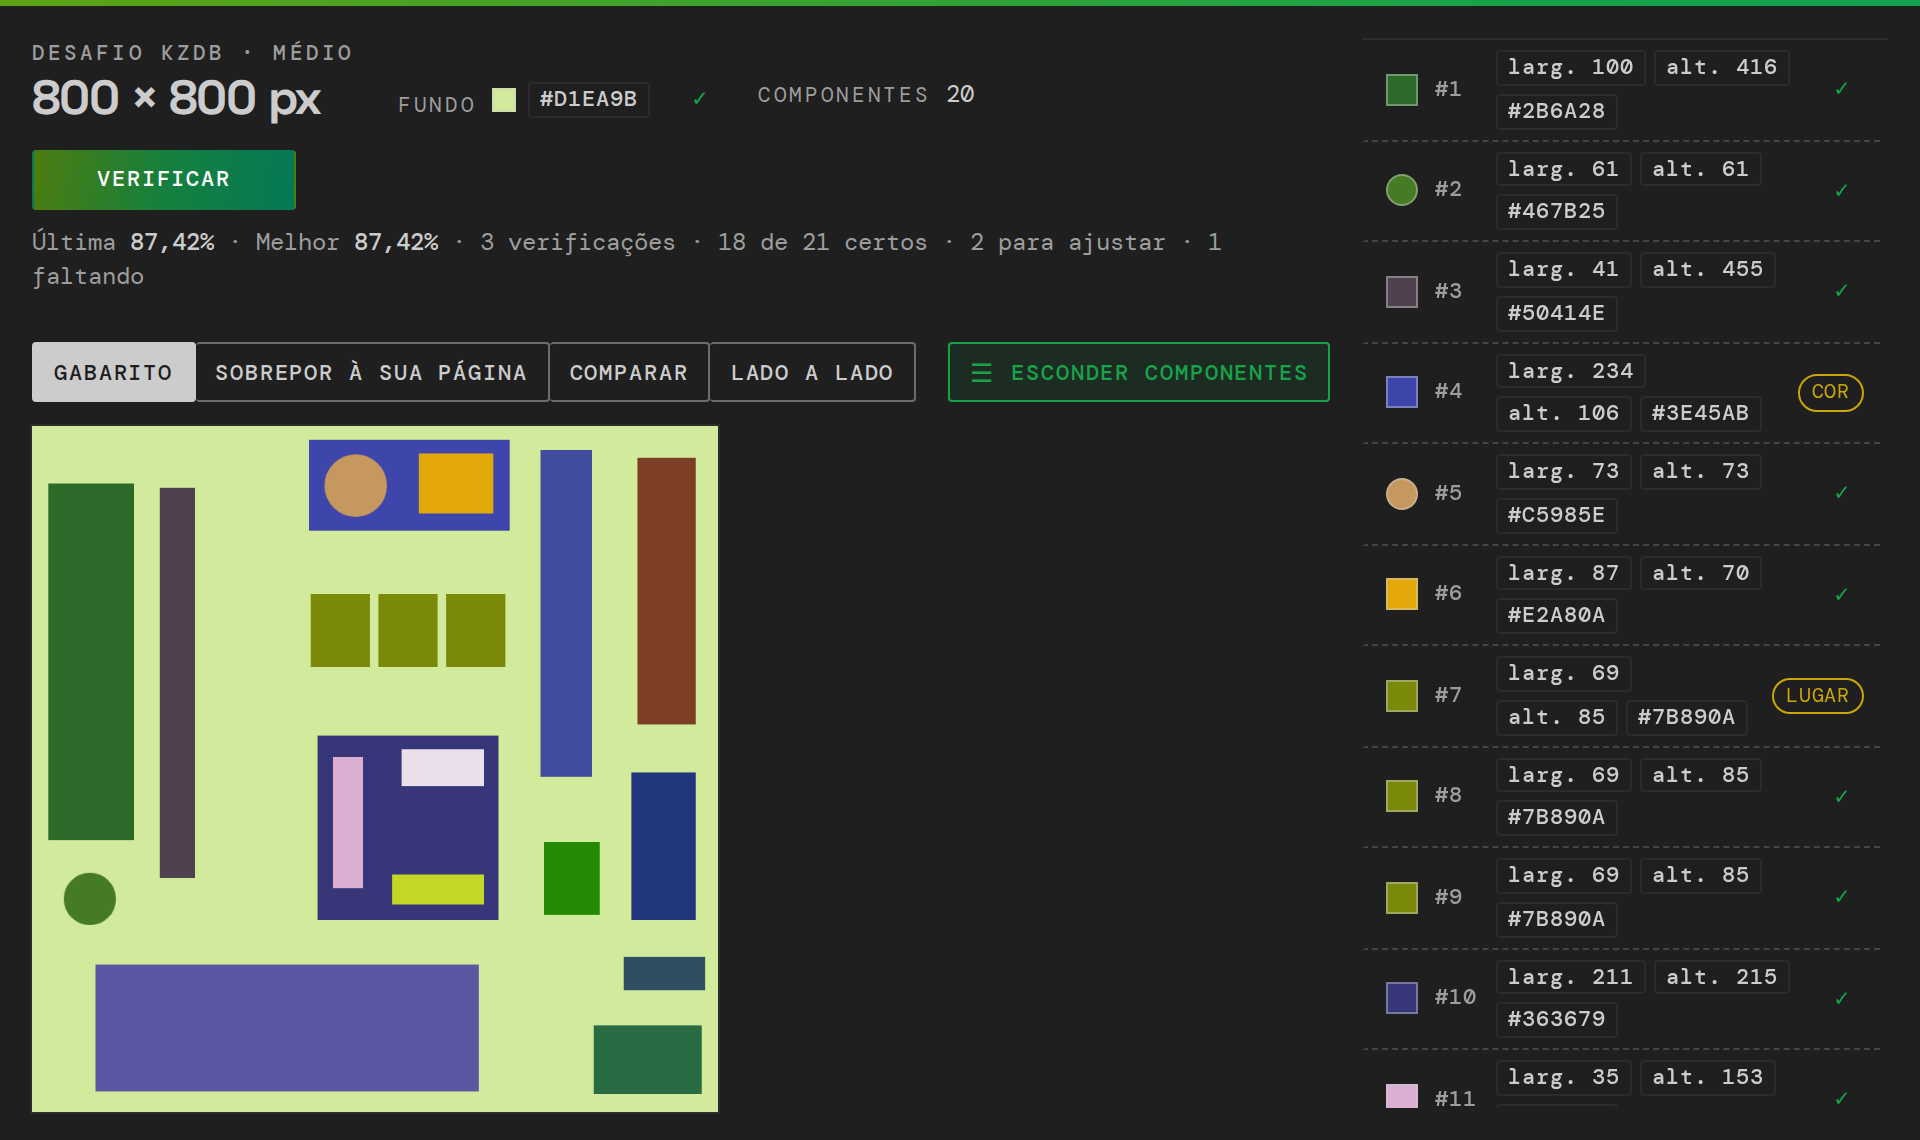 DESAFIO KZDB · MÉDIO
800 × 800 px
FUNDO #D1EA9B ✓
COMPONENTES 20
VERIFICAR
Última 87,42% · Melhor 87,42% · 3 verificações · 18 de 21 certos · 2 para ajustar · 1
faltando
GABARITO
SOBREPOR À SUA PÁGINA
COMPARAR
LADO A LADO
☰ ESCONDER COMPONENTES
#1 larg. 100 alt. 416 ✓
#2B6A28
#2 larg. 61 alt. 61 ✓
#467B25
#3 larg. 41 alt. 455 ✓
#50414E
#4 larg. 234 COR
alt. 106 #3E45AB
#5 larg. 73 alt. 73 ✓
#C5985E
#6 larg. 87 alt. 70 ✓
#E2A80A
#7 larg. 69 LUGAR
alt. 85 #7B890A
#8 larg. 69 alt. 85 ✓
#7B890A
#9 larg. 69 alt. 85 ✓
#7B890A
#10 larg. 211 alt. 215 ✓
#363679
#11 larg. 35 alt. 153 ✓